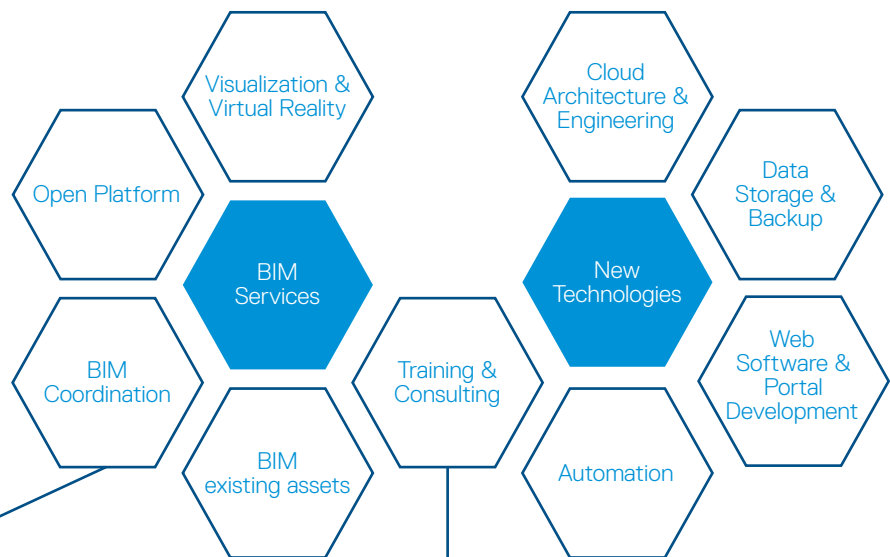 Visualization &
Virtual Reality
Cloud
Architecture &
Engineering
Open Platform
Data
Storage &
Backup
BIM
Services
New
Technologies
BIM
Coordination
Training &
Consulting
Web
Software &
Portal
Development
BIM
existing assets
Automation